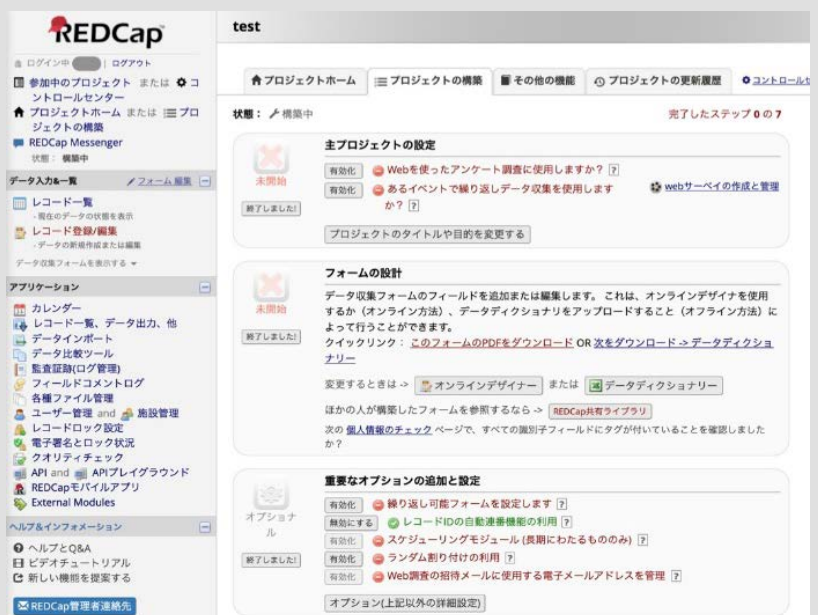 REDCap
ログイン中 | ログアウト
参加中のプロジェクト または コ
ントロールセンター
プロジェクトホーム または プロ
ジェクトの構築
REDCap Messenger
状態： 構築中
データ入力&一覧 フォーム 編集
レコード一覧
- 現在のデータの状態を表示
レコード登録/編集
- データの新規作成または編集
データ収集フォームを表示する
アプリケーション
カレンダー
レコード一覧、データ出力、他
データインポート
データ比較ツール
監査証跡(ログ管理)
フィールドコメントログ
各種ファイル管理
ユーザー管理 and 施設管理
レコードロック設定
電子署名とロック状況
クオリティチェック
API and APIプレイグラウンド
REDCapモバイルアプリ
External Modules
ヘルプ&インフォメーション
ヘルプとQ&A
ビデオチュートリアル
新しい機能を提案する
REDCap管理者連絡先
test
プロジェクトホーム プロジェクトの構築 その他の機能 プロジェクトの更新履歴 コントロールセ
状態： 構築中 完了したステップ 0 の 7
主プロジェクトの設定
未開始
終了しました!
有効化 Webを使ったアンケート調査に使用しますか？ ?
有効化 あるイベントで繰り返しデータ収集を使用します
か？ ?
webサーベイの作成と管理
プロジェクトのタイトルや目的を変更する
フォームの設計
未開始
終了しました!
データ収集フォームのフィールドを追加または編集します。 これは、オンラインデザイナを使用
するか（オンライン方法）、データディクショナリをアップロードすること（オフライン方法）に
よって行うことができます。
クイックリンク： このフォームのPDFをダウンロード OR 次をダウンロード -> データディクショ
ナリー
変更するときは -> オンラインデザイナー または データディクショナリー
ほかの人が構築したフォームを参照するなら -> REDCap共有ライブラリ
次の 個人情報のチェック ページで、すべての識別子フィールドにタグが付いていることを確認しました
か？
重要なオプションの追加と設定
オプショナ
ル
終了しました!
有効化 繰り返し可能フォームを設定します ?
無効にする レコードIDの自動連番機能の利用 ?
有効化 スケジューリングモジュール (長期にわたるもののみ) ?
有効化 ランダム割り付けの利用 ?
有効化 Web調査の招待メールに使用する電子メールアドレスを管理 ?
オプション(上記以外の詳細設定)